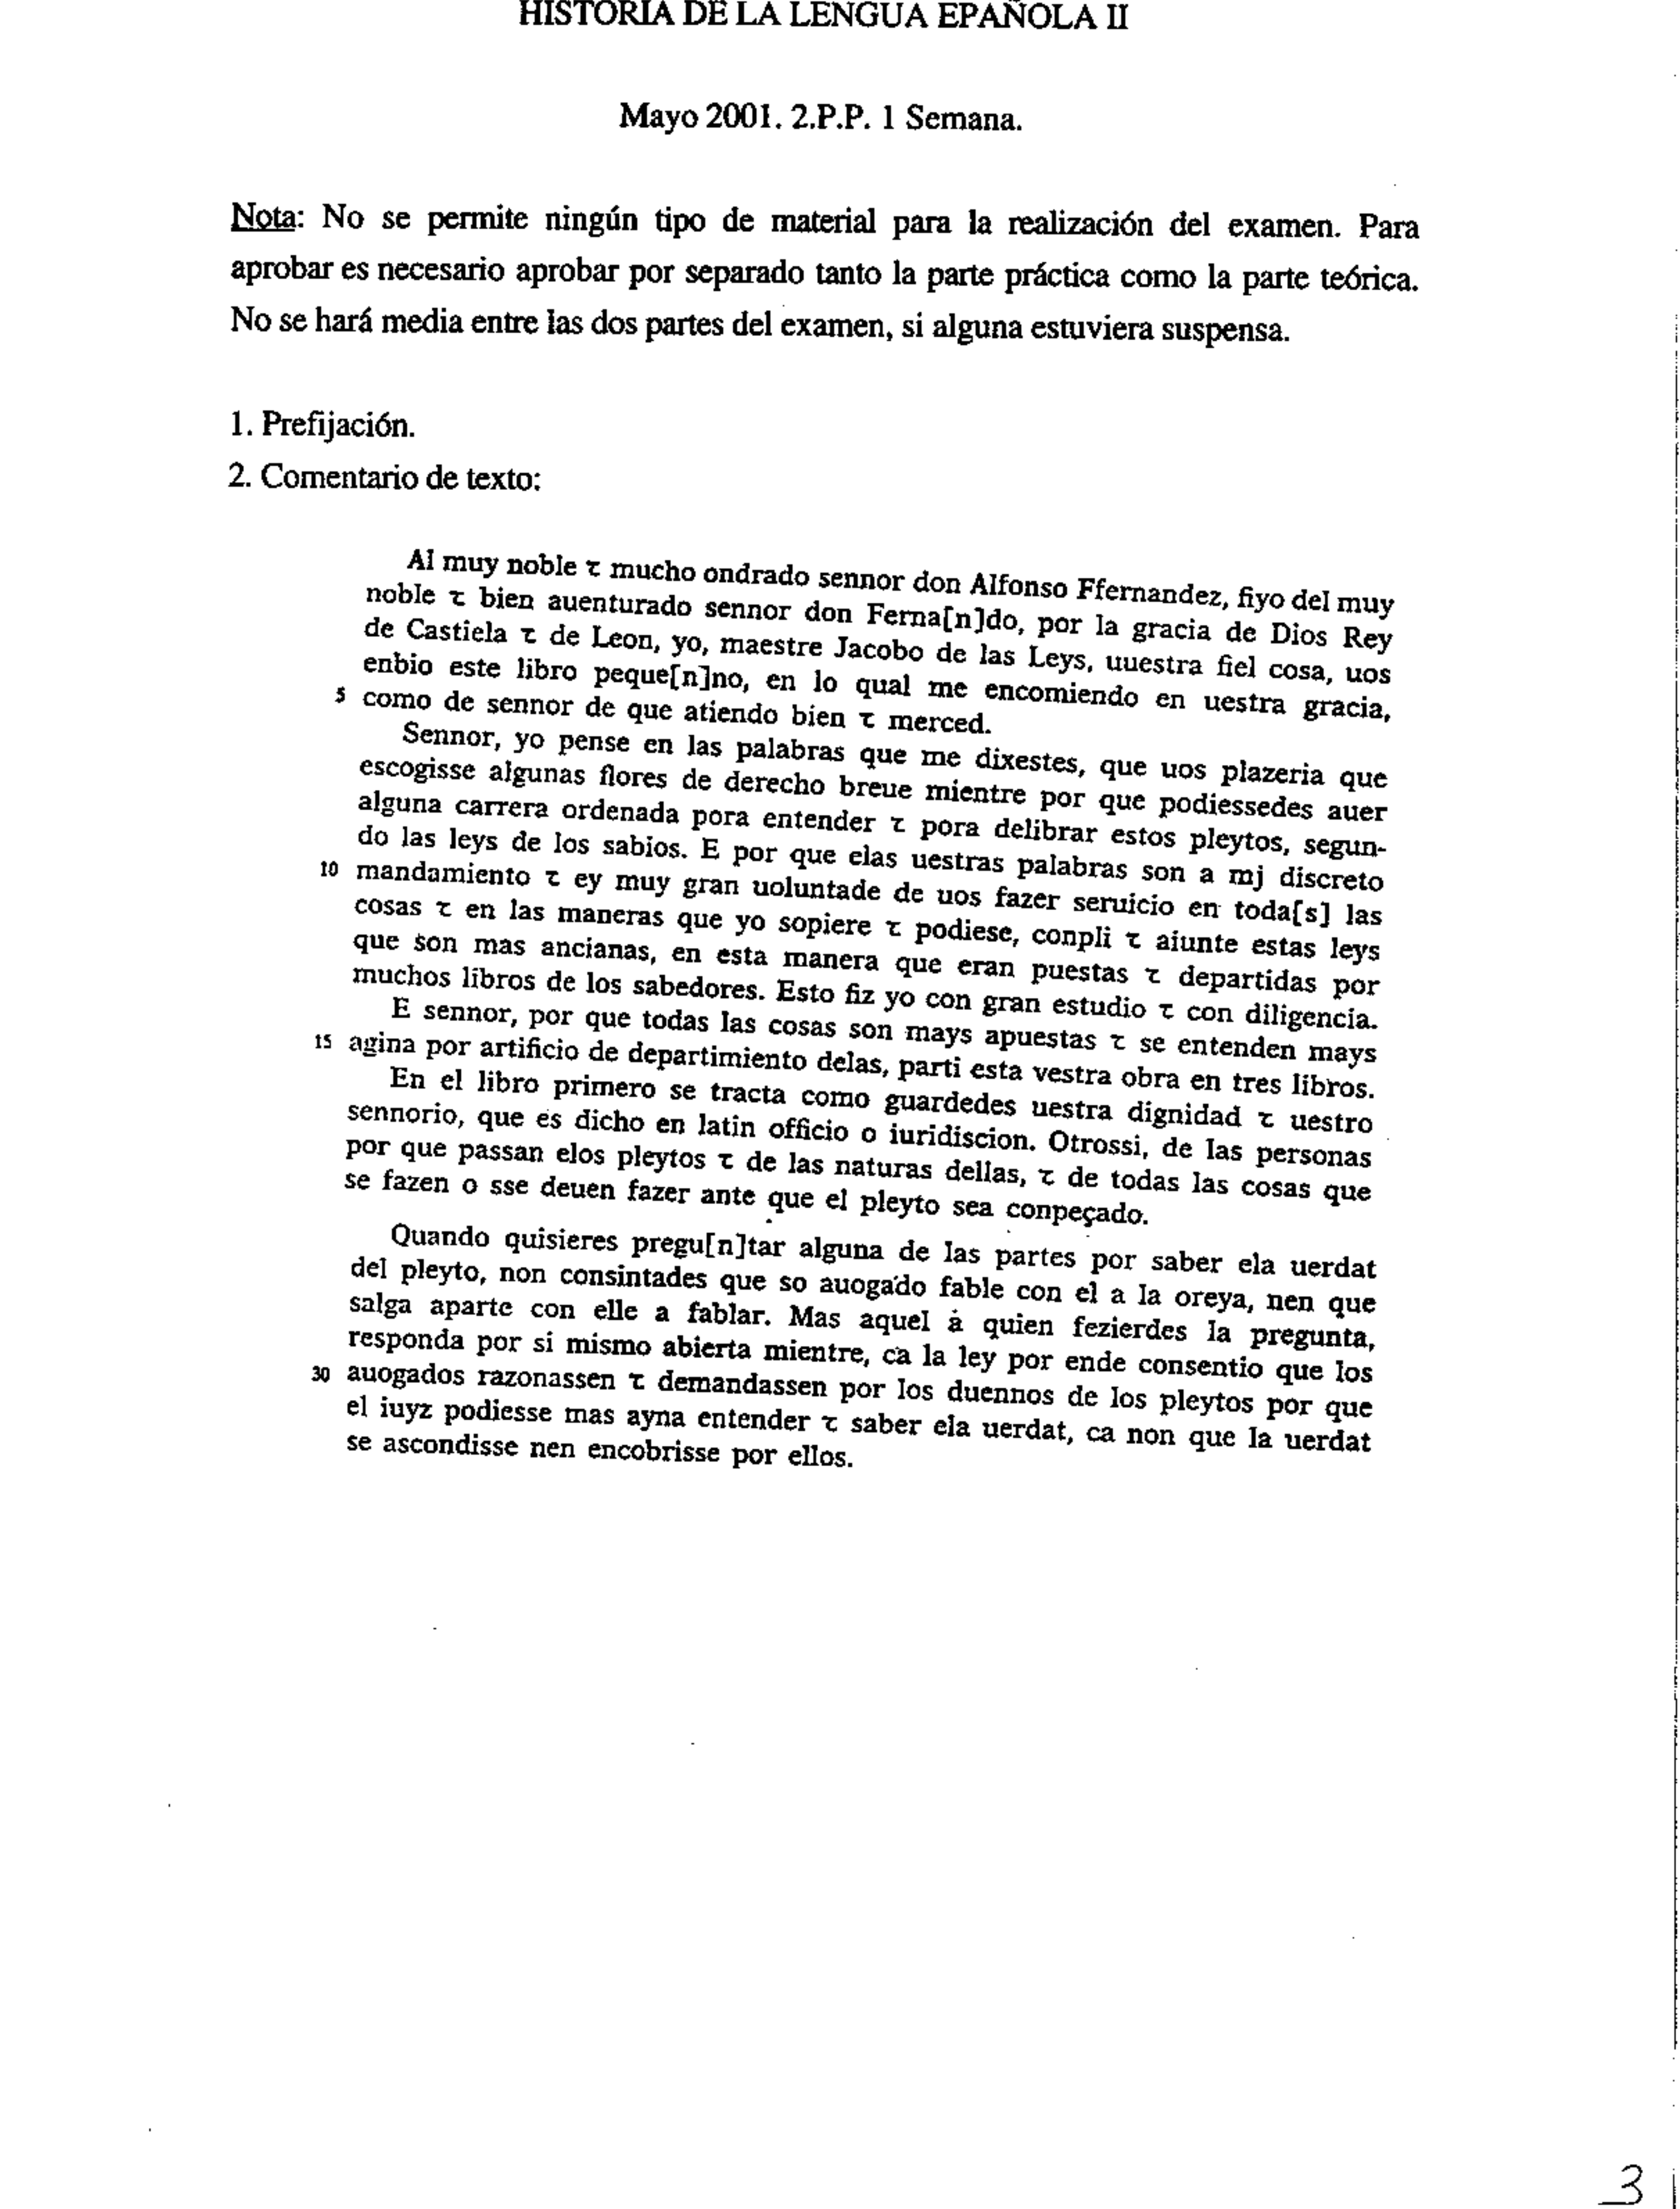 HISTORIA DE LA LENGUA EPAÑOLA II
Mayo 2001. 2.P.P. 1 Semana.
Nota: No se permite ningún tipo de material para la realización del examen. Para
aprobar es necesario aprobar por separado tanto la parte práctica como la parte teórica.
No se hará media entre las dos partes del examen, si alguna estuviera suspensa.
1. Prefijación.
2. Comentario de texto:
Al muy noble τ mucho ondrado sennor don Alfonso Ffernandez, fiyo del muy
noble τ bien auenturado sennor don Ferna[n]do, por la gracia de Dios Rey
de Castiela τ de Leon, yo, maestre Jacobo de las Leys, uuestra fiel cosa, uos
enbio este libro peque[n]no, en lo qual me encomiendo en uestra gracia,
5 como de sennor de que atiendo bien τ merced.
Sennor, yo pense en las palabras que me dixestes, que uos plazeria que
escogisse algunas flores de derecho breue mientre por que podiessedes auer
alguna carrera ordenada pora entender τ pora delibrar estos pleytos, segun-
do las leys de los sabios. E por que elas uestras palabras son a mj discreto
10 mandamiento τ ey muy gran uoluntade de uos fazer seruicio en toda[s] las
cosas τ en las maneras que yo sopiere τ podiese, conpli τ aiunte estas leys
que son mas ancianas, en esta manera que eran puestas τ departidas por
muchos libros de los sabedores. Esto fiz yo con gran estudio τ con diligencia.
E sennor, por que todas las cosas son mays apuestas τ se entenden mays
15 agina por artificio de departimiento delas, parti esta vestra obra en tres libros.
En el libro primero se tracta como guardedes uestra dignidad τ uestro
sennorio, que es dicho en latin officio o iuridiscion. Otrossi, de las personas
por que passan elos pleytos τ de las naturas dellas, τ de todas las cosas que
se fazen o sse deuen fazer ante que el pleyto sea conpeçado.
Quando quisieres pregu[n]tar alguna de las partes por saber ela uerdat
del pleyto, non consintades que so auogado fable con el a la oreya, nen que
salga aparte con elle a fablar. Mas aquel à quien fezierdes la pregunta,
responda por si mismo abierta mientre, ca la ley por ende consentio que los
30 auogados razonassen τ demandassen por los duennos de los pleytos por que
el iuyz podiesse mas ayna entender τ saber ela uerdat, ca non que la uerdat
se ascondisse nen encobrisse por ellos.
3